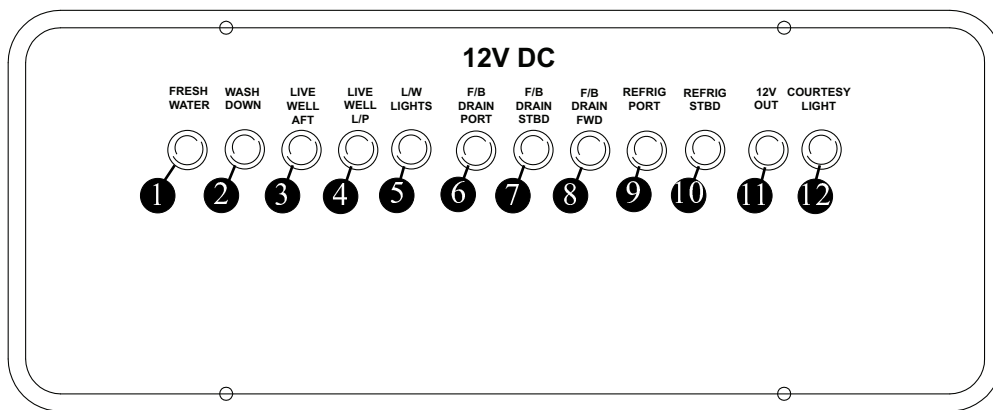 12V DC
FRESH
WATER
WASH
DOWN
LIVE
WELL
AFT
LIVE
WELL
L/P
L/W
LIGHTS
F/B
DRAIN
PORT
F/B
DRAIN
STBD
F/B
DRAIN
FWD
REFRIG
PORT
REFRIG
STBD
12V
OUT
COURTESY
LIGHT
1 2 3 4 5 6 7 8 9 10 11 12